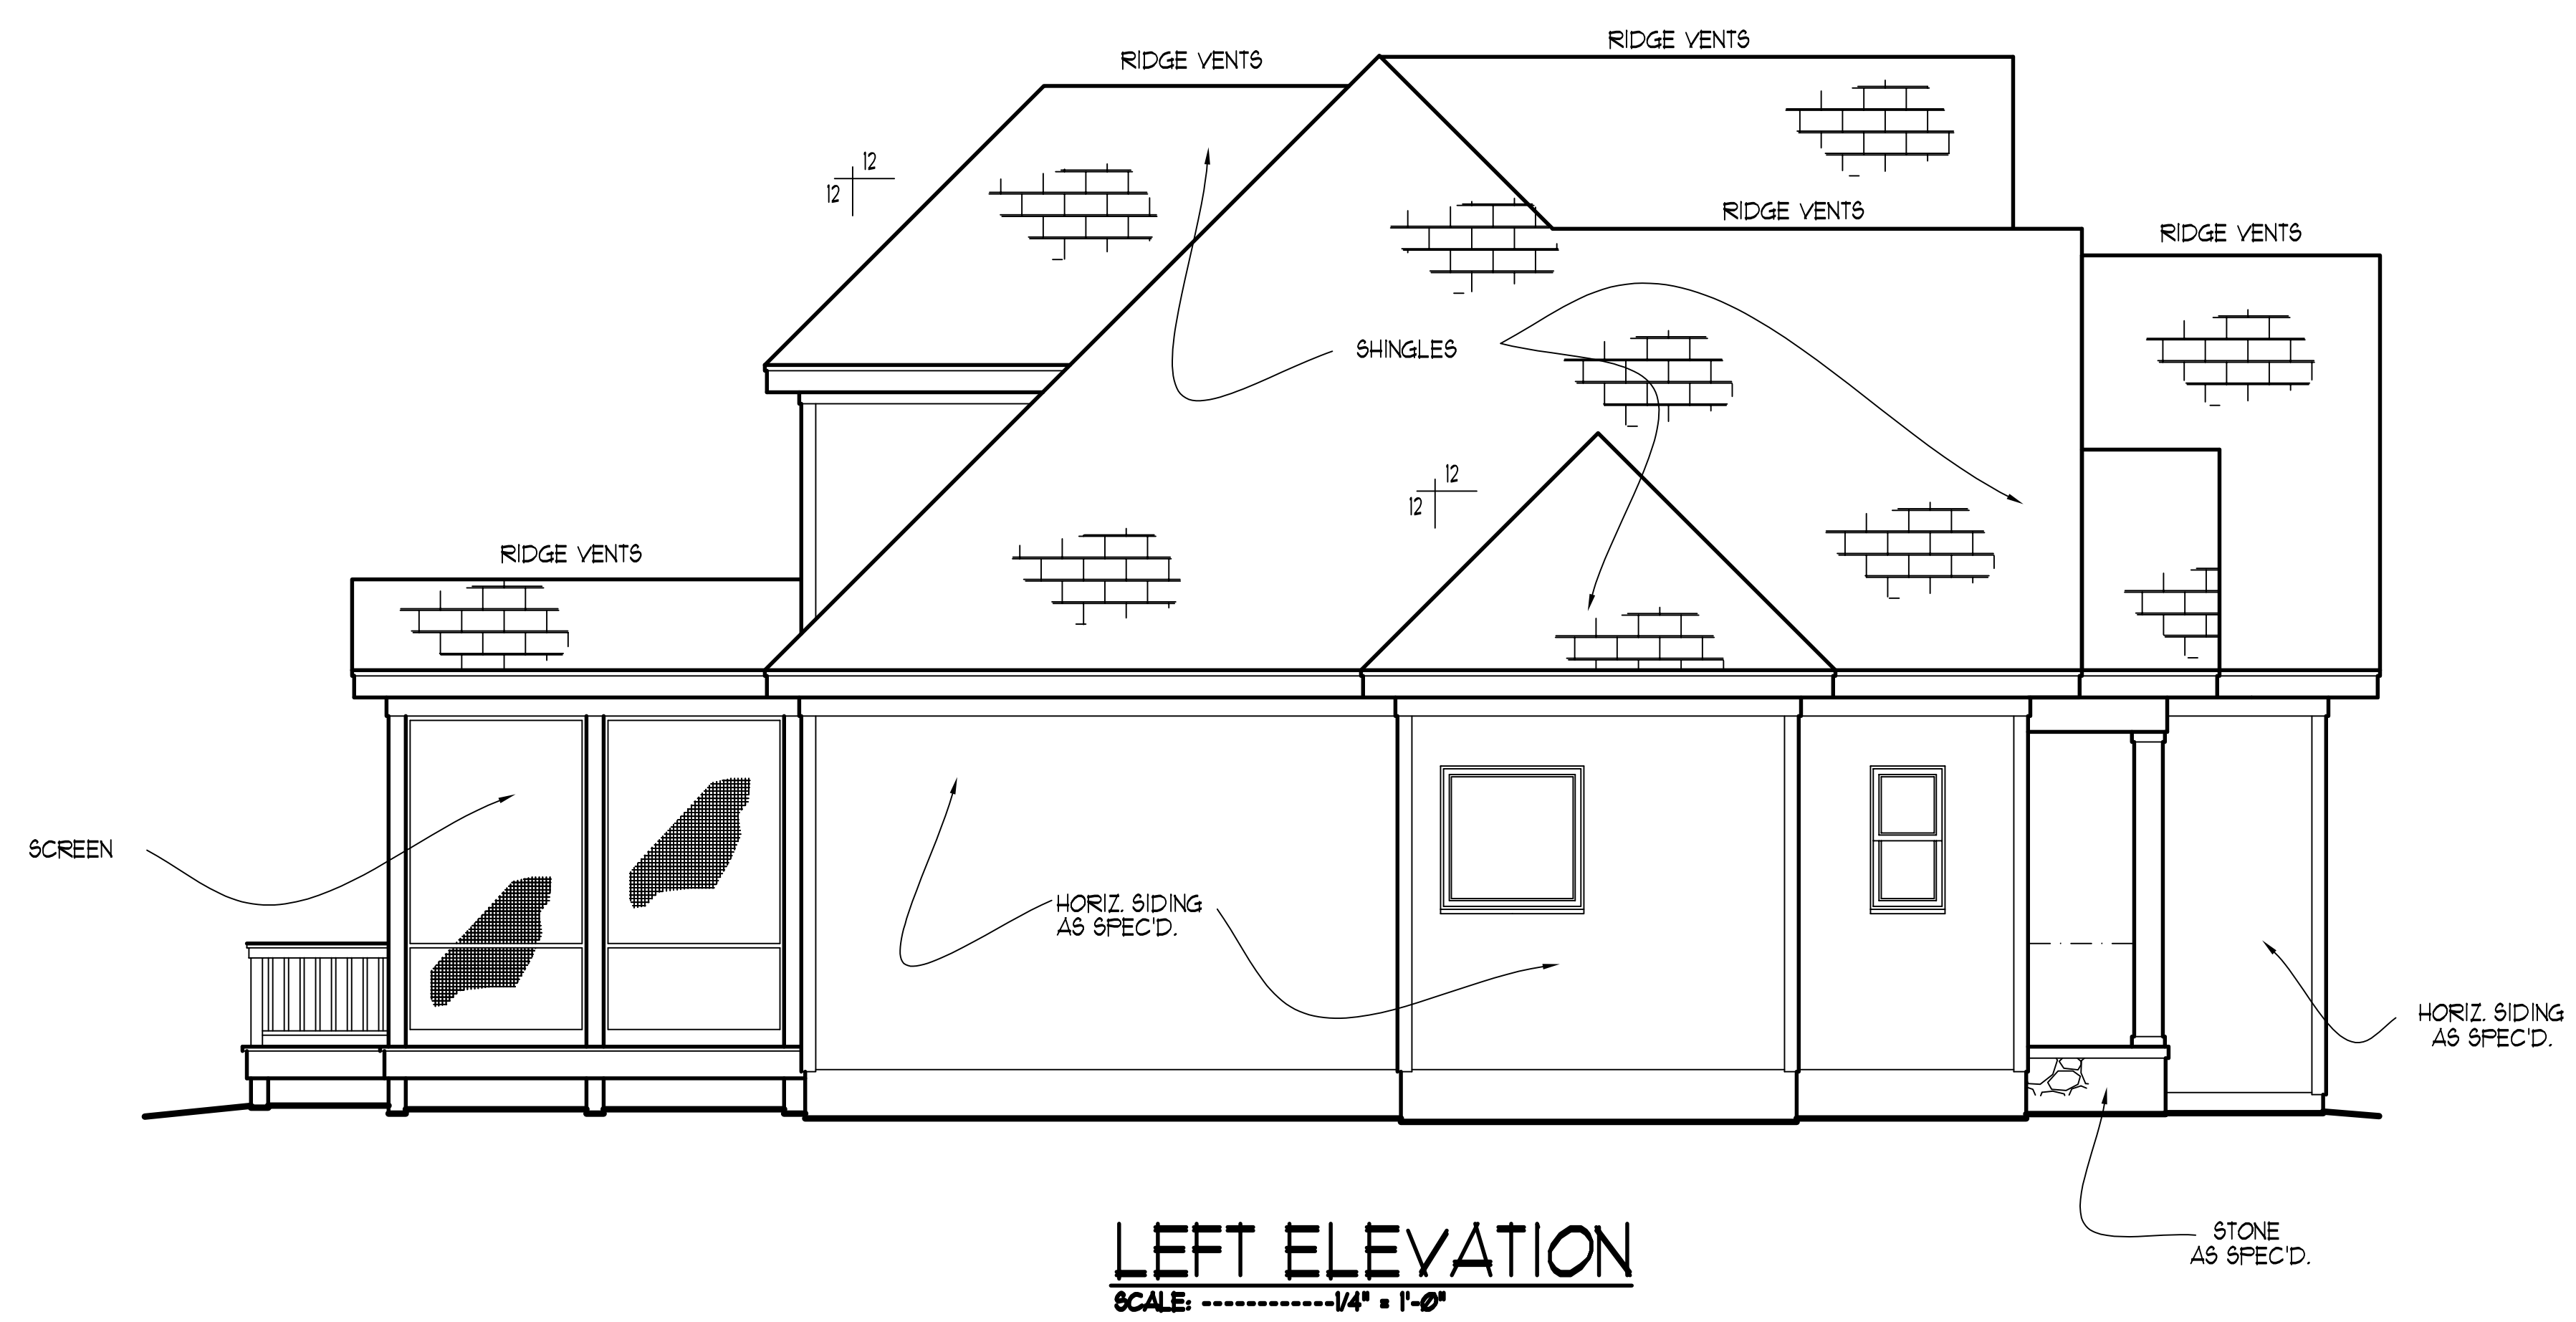 RIDGE VENTS
RIDGE VENTS
12
12
RIDGE VENTS
RIDGE VENTS
SHINGLES
12
12
RIDGE VENTS
SCREEN
HORIZ. SIDING
AS SPEC'D.
HORIZ. SIDING
AS SPEC'D.
STONE
AS SPEC'D.
LEFT ELEVATION
SCALE: -------------1/4" = 1'-0"